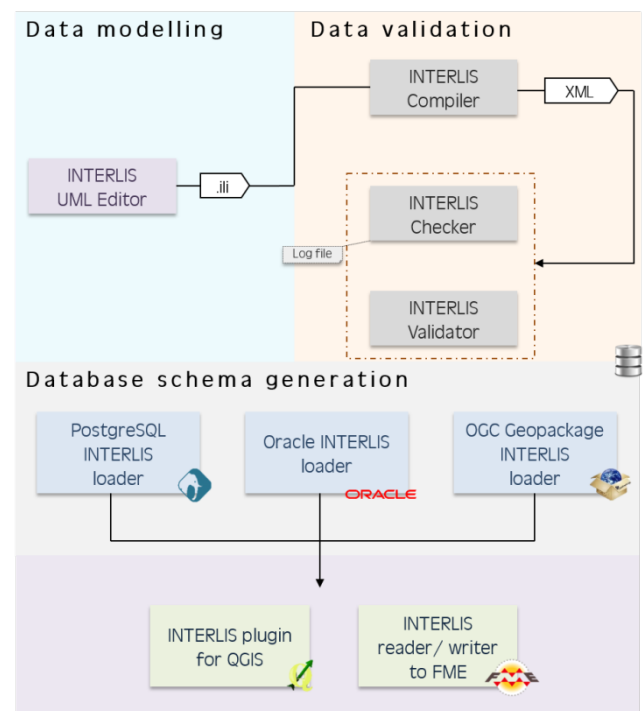 Data modelling
Data validation
INTERLIS
Compiler
XML
INTERLIS
UML Editor
.ili
INTERLIS
Checker
Log file
INTERLIS
Validator
Database schema generation
PostgreSQL
INTERLIS
loader
Oracle INTERLIS
loader
ORACLE
OGC Geopackage
INTERLIS
loader
INTERLIS plugin
for QGIS
INTERLIS
reader/ writer
to FME
FME